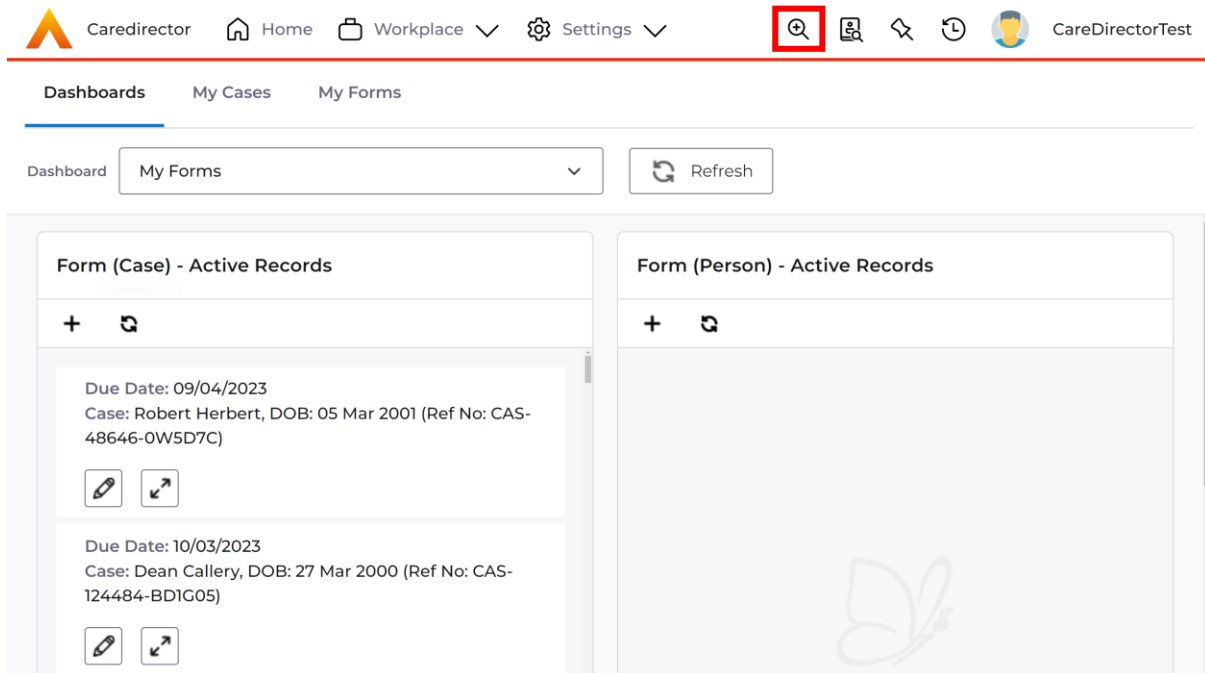 Caredirector Home Workplace Settings CareDirectorTest
Dashboards My Cases My Forms
Dashboard My Forms Refresh
Form (Case) - Active Records
Due Date: 09/04/2023
Case: Robert Herbert, DOB: 05 Mar 2001 (Ref No: CAS-
48646-0W5D7C)
Due Date: 10/03/2023
Case: Dean Callery, DOB: 27 Mar 2000 (Ref No: CAS-
124484-BD1G05)
Form (Person) - Active Records